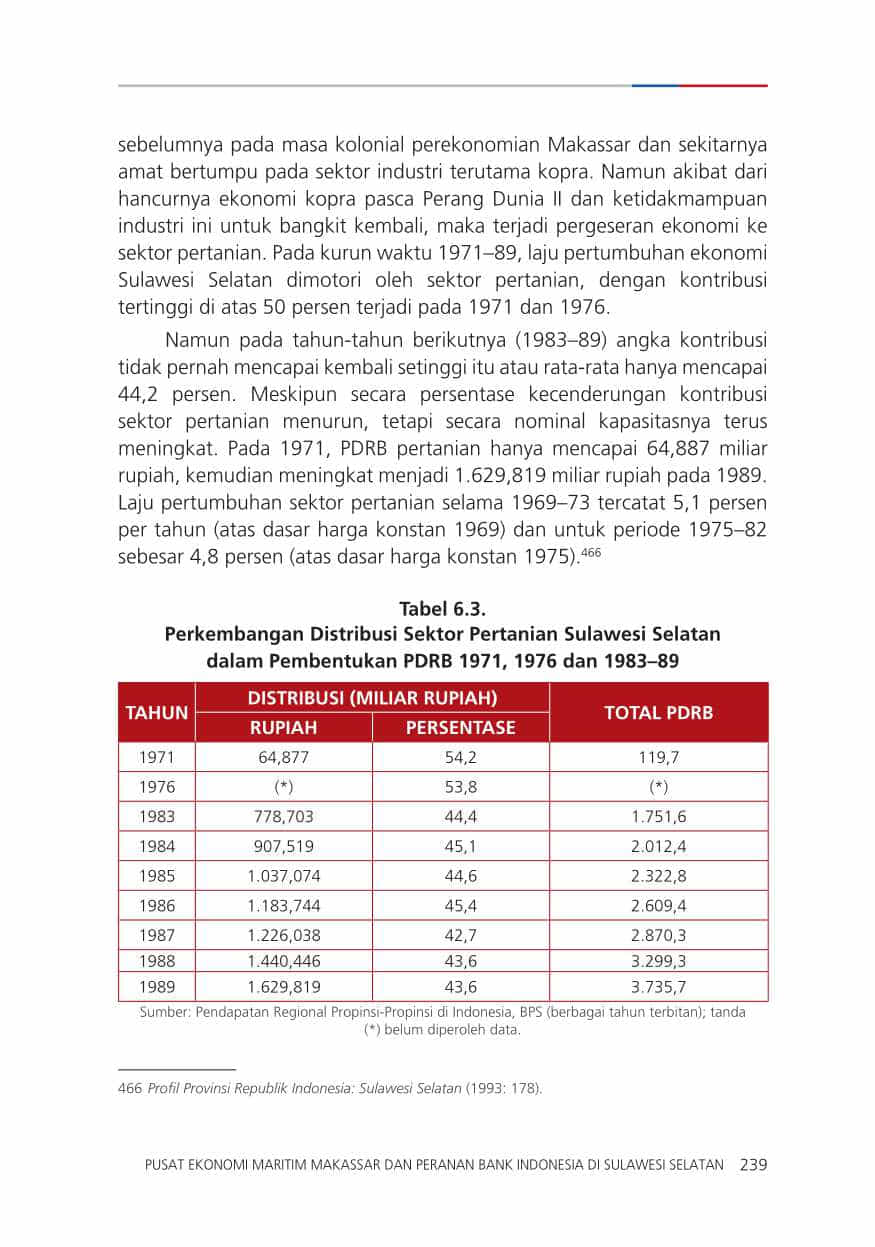 sebelumnya pada masa kolonial perekonomian Makassar dan sekitarnya
amat bertumpu pada sektor industri terutama kopra. Namun akibat dari
hancurnya ekonomi kopra pasca Perang Dunia II dan ketidakmampuan
industri ini untuk bangkit kembali, maka terjadi pergeseran ekonomi ke
sektor pertanian. Pada kurun waktu 1971–89, laju pertumbuhan ekonomi
Sulawesi Selatan dimotori oleh sektor pertanian, dengan kontribusi
tertinggi di atas 50 persen terjadi pada 1971 dan 1976.
Namun pada tahun-tahun berikutnya (1983–89) angka kontribusi
tidak pernah mencapai kembali setinggi itu atau rata-rata hanya mencapai
44,2 persen. Meskipun secara persentase kecenderungan kontribusi
sektor pertanian menurun, tetapi secara nominal kapasitasnya terus
meningkat. Pada 1971, PDRB pertanian hanya mencapai 64,887 miliar
rupiah, kemudian meningkat menjadi 1.629,819 miliar rupiah pada 1989.
Laju pertumbuhan sektor pertanian selama 1969–73 tercatat 5,1 persen
per tahun (atas dasar harga konstan 1969) dan untuk periode 1975–82
sebesar 4,8 persen (atas dasar harga konstan 1975).466
Tabel 6.3.
Perkembangan Distribusi Sektor Pertanian Sulawesi Selatan
dalam Pembentukan PDRB 1971, 1976 dan 1983–89
TAHUN DISTRIBUSI (MILIAR RUPIAH) TOTAL PDRB
RUPIAH PERSENTASE
1971 64,877 54,2 119,7
1976 (*) 53,8 (*)
1983 778,703 44,4 1.751,6
1984 907,519 45,1 2.012,4
1985 1.037,074 44,6 2.322,8
1986 1.183,744 45,4 2.609,4
1987 1.226,038 42,7 2.870,3
1988 1.440,446 43,6 3.299,3
1989 1.629,819 43,6 3.735,7
Sumber: Pendapatan Regional Propinsi-Propinsi di Indonesia, BPS (berbagai tahun terbitan); tanda
(*) belum diperoleh data.
466 Profil Provinsi Republik Indonesia: Sulawesi Selatan (1993: 178).
PUSAT EKONOMI MARITIM MAKASSAR DAN PERANAN BANK INDONESIA DI SULAWESI SELATAN 239